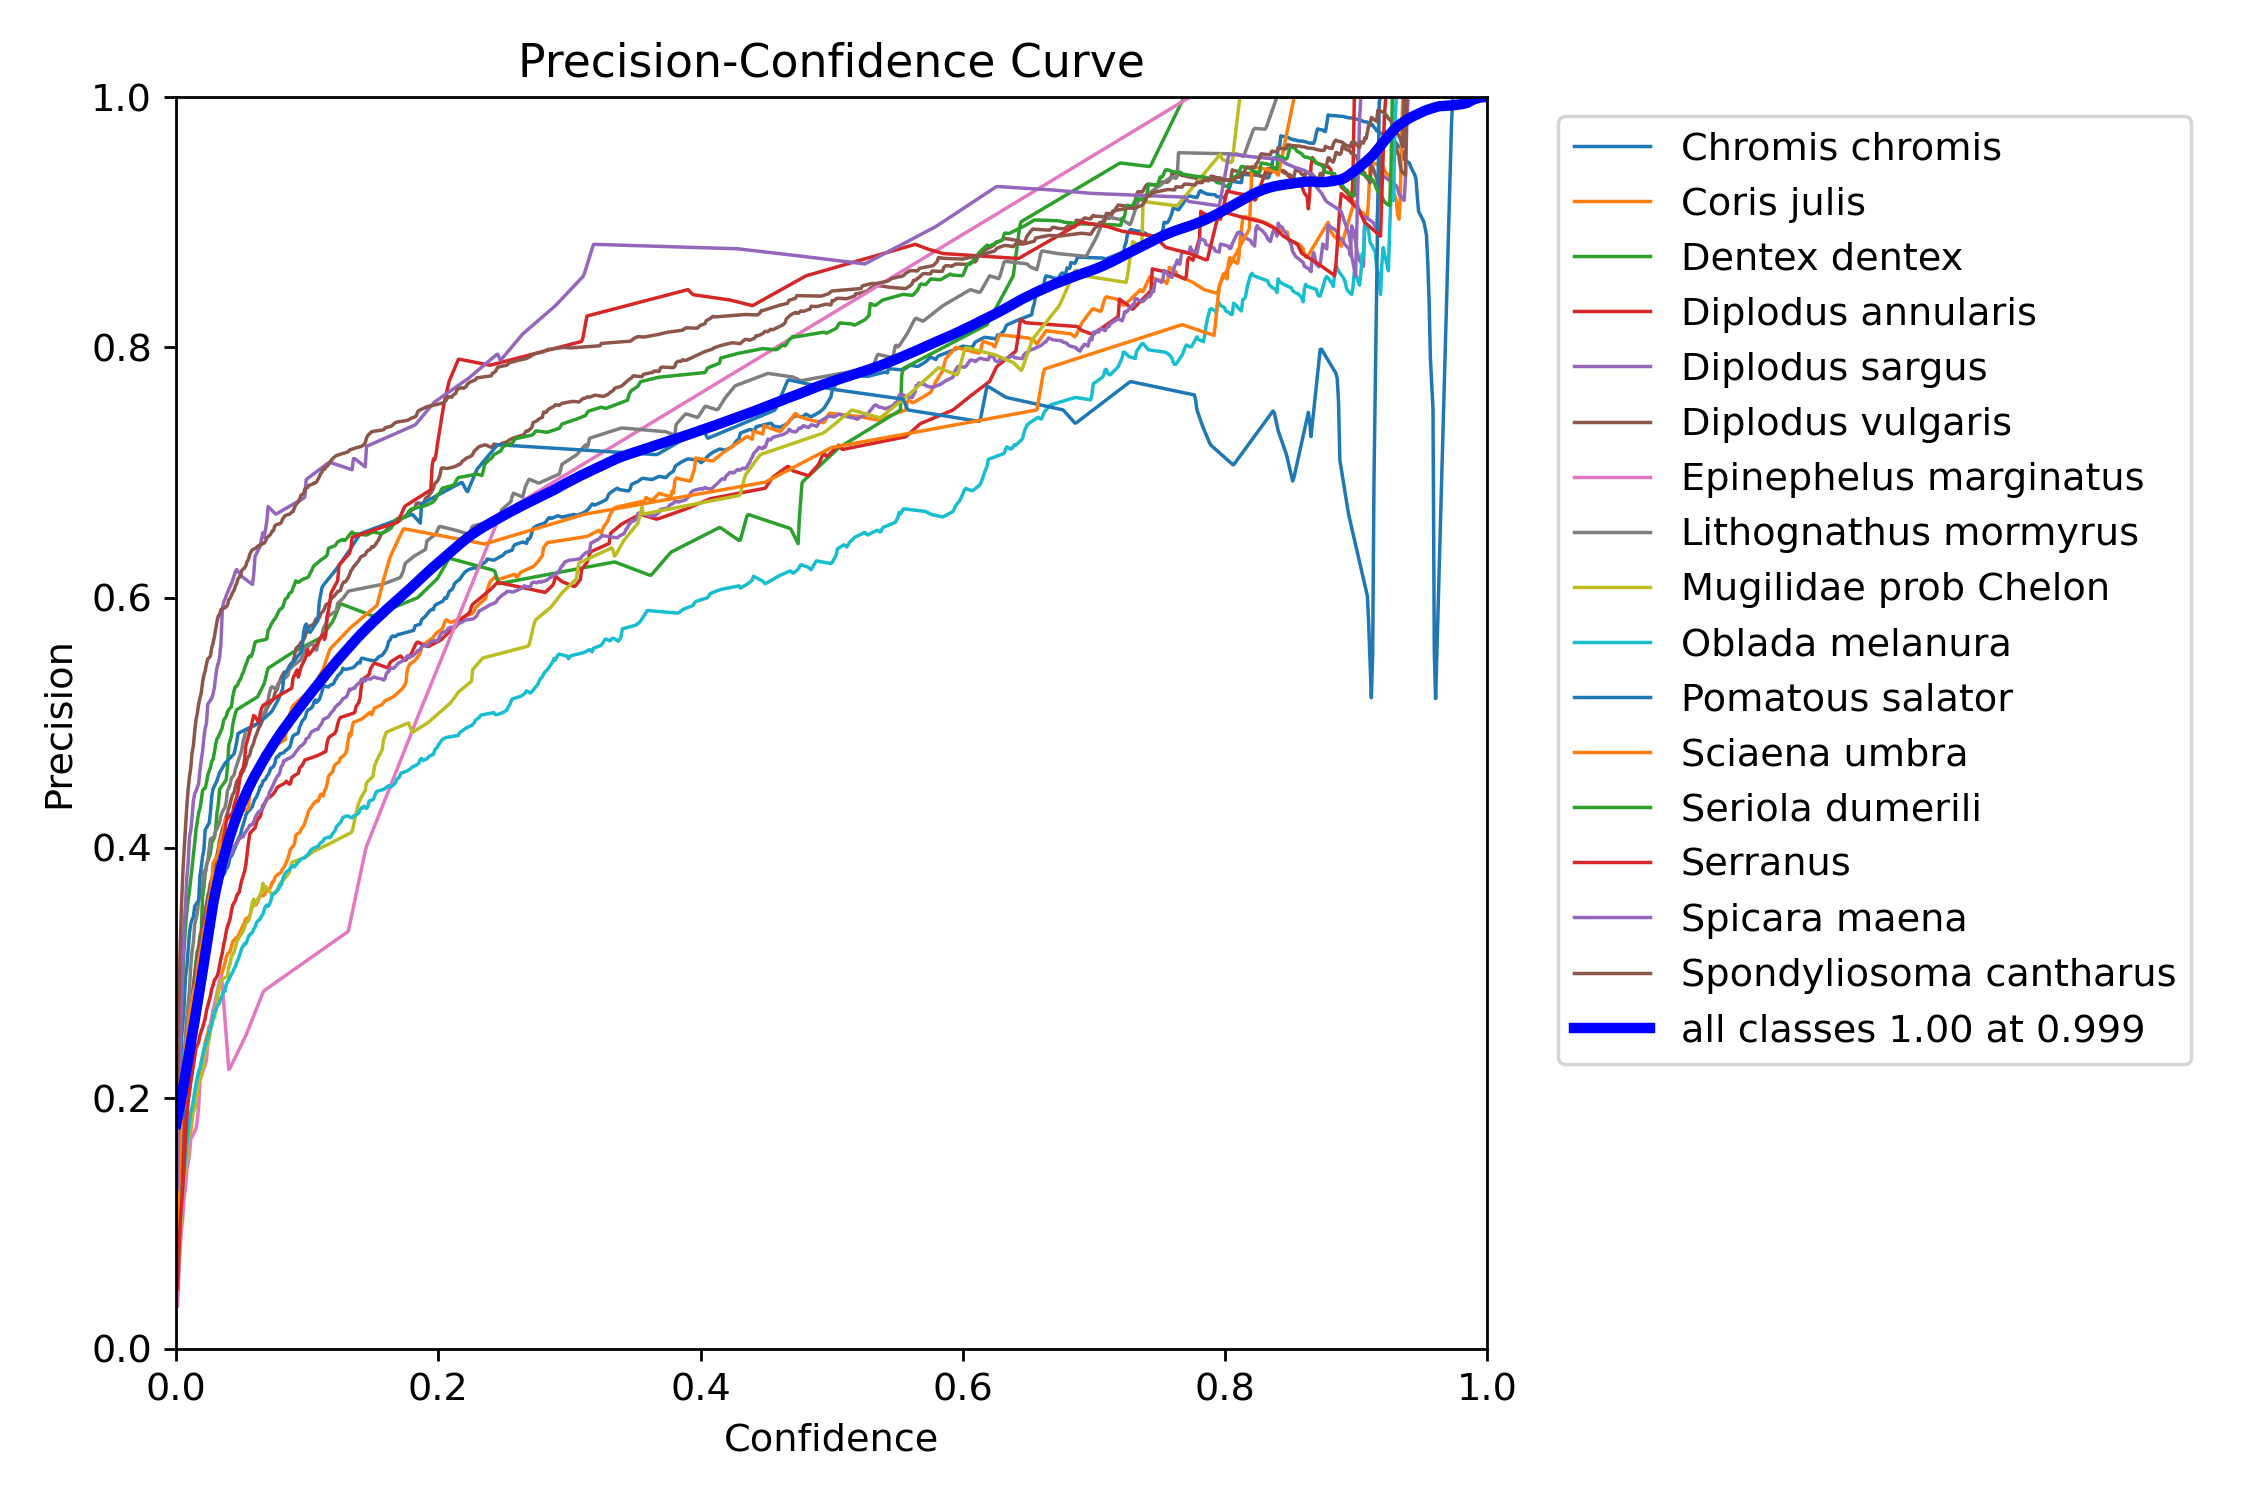 Precision-Confidence Curve
1.0
0.8
0.6
0.4
0.2
0.0
Precision
0.0 0.2 0.4 0.6 0.8 1.0
Confidence
Chromis chromis
Coris julis
Dentex dentex
Diplodus annularis
Diplodus sargus
Diplodus vulgaris
Epinephelus marginatus
Lithognathus mormyrus
Mugilidae prob Chelon
Oblada melanura
Pomatous salator
Sciaena umbra
Seriola dumerili
Serranus
Spicara maena
Spondyliosoma cantharus
all classes 1.00 at 0.999